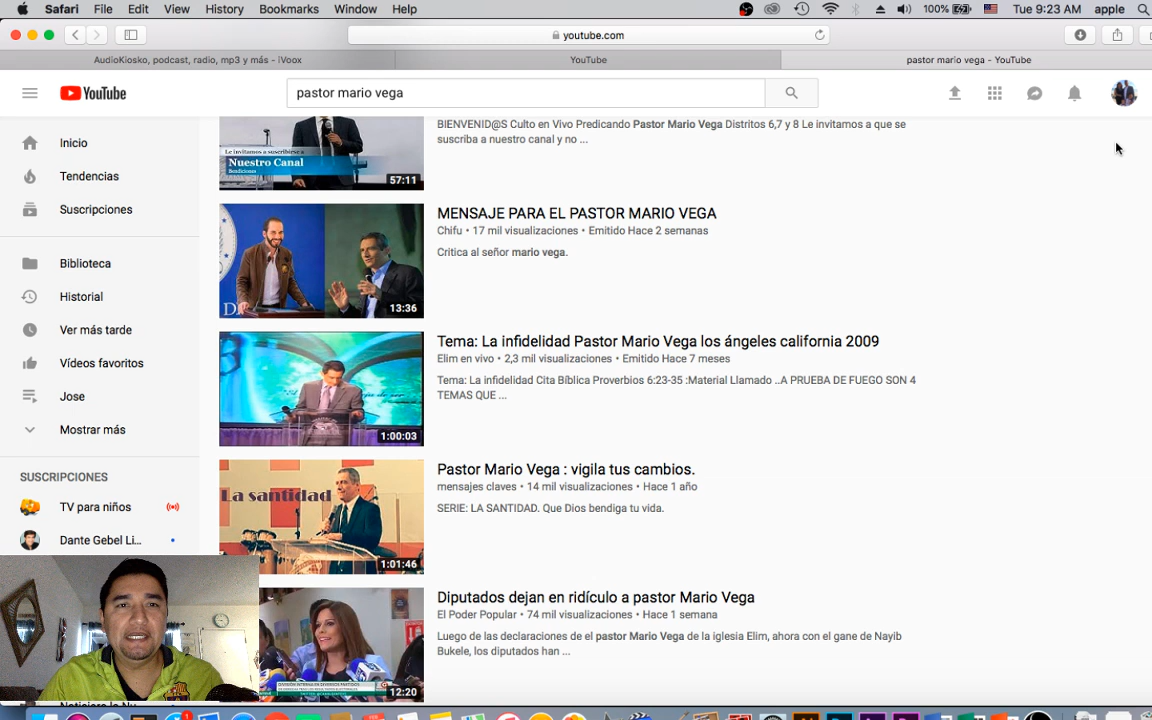 Safari File Edit View History Bookmarks Window Help 100% Tue 9:23 AM apple
youtube.com
AudioKiosko, podcast, radio, mp3 y más - iVoox
YouTube
pastor mario vega - YouTube
YouTube
pastor mario vega
Inicio
Tendencias
Suscripciones
Biblioteca
Historial
Ver más tarde
Vídeos favoritos
Jose
Mostrar más
SUSCRIPCIONES
TV para niños
Dante Gebel Li...
Le invitamos a suscribirse a
Nuestro Canal
Bendiciones
57:11
BIENVENID@S Culto en Vivo Predicando Pastor Mario Vega Distritos 6,7 y 8 Le invitamos a que se
suscriba a nuestro canal y no ...
13:36
MENSAJE PARA EL PASTOR MARIO VEGA
Chifu • 17 mil visualizaciones • Emitido Hace 2 semanas
Critica al señor mario vega.
1:00:03
Tema: La infidelidad Pastor Mario Vega los ángeles california 2009
Elim en vivo • 2,3 mil visualizaciones • Emitido Hace 7 meses
Tema: La infidelidad Cita Bíblica Proverbios 6:23-35 :Material Llamado ..A PRUEBA DE FUEGO SON 4
TEMAS QUE ...
La santidad
1:01:46
Pastor Mario Vega : vigila tus cambios.
mensajes claves • 14 mil visualizaciones • Hace 1 año
SERIE: LA SANTIDAD. Que Dios bendiga tu vida.
12:20
Diputados dejan en ridículo a pastor Mario Vega
El Poder Popular • 74 mil visualizaciones • Hace 1 semana
Luego de las declaraciones de el pastor Mario Vega de la iglesia Elim, ahora con el gane de Nayib
Bukele, los diputados han ...